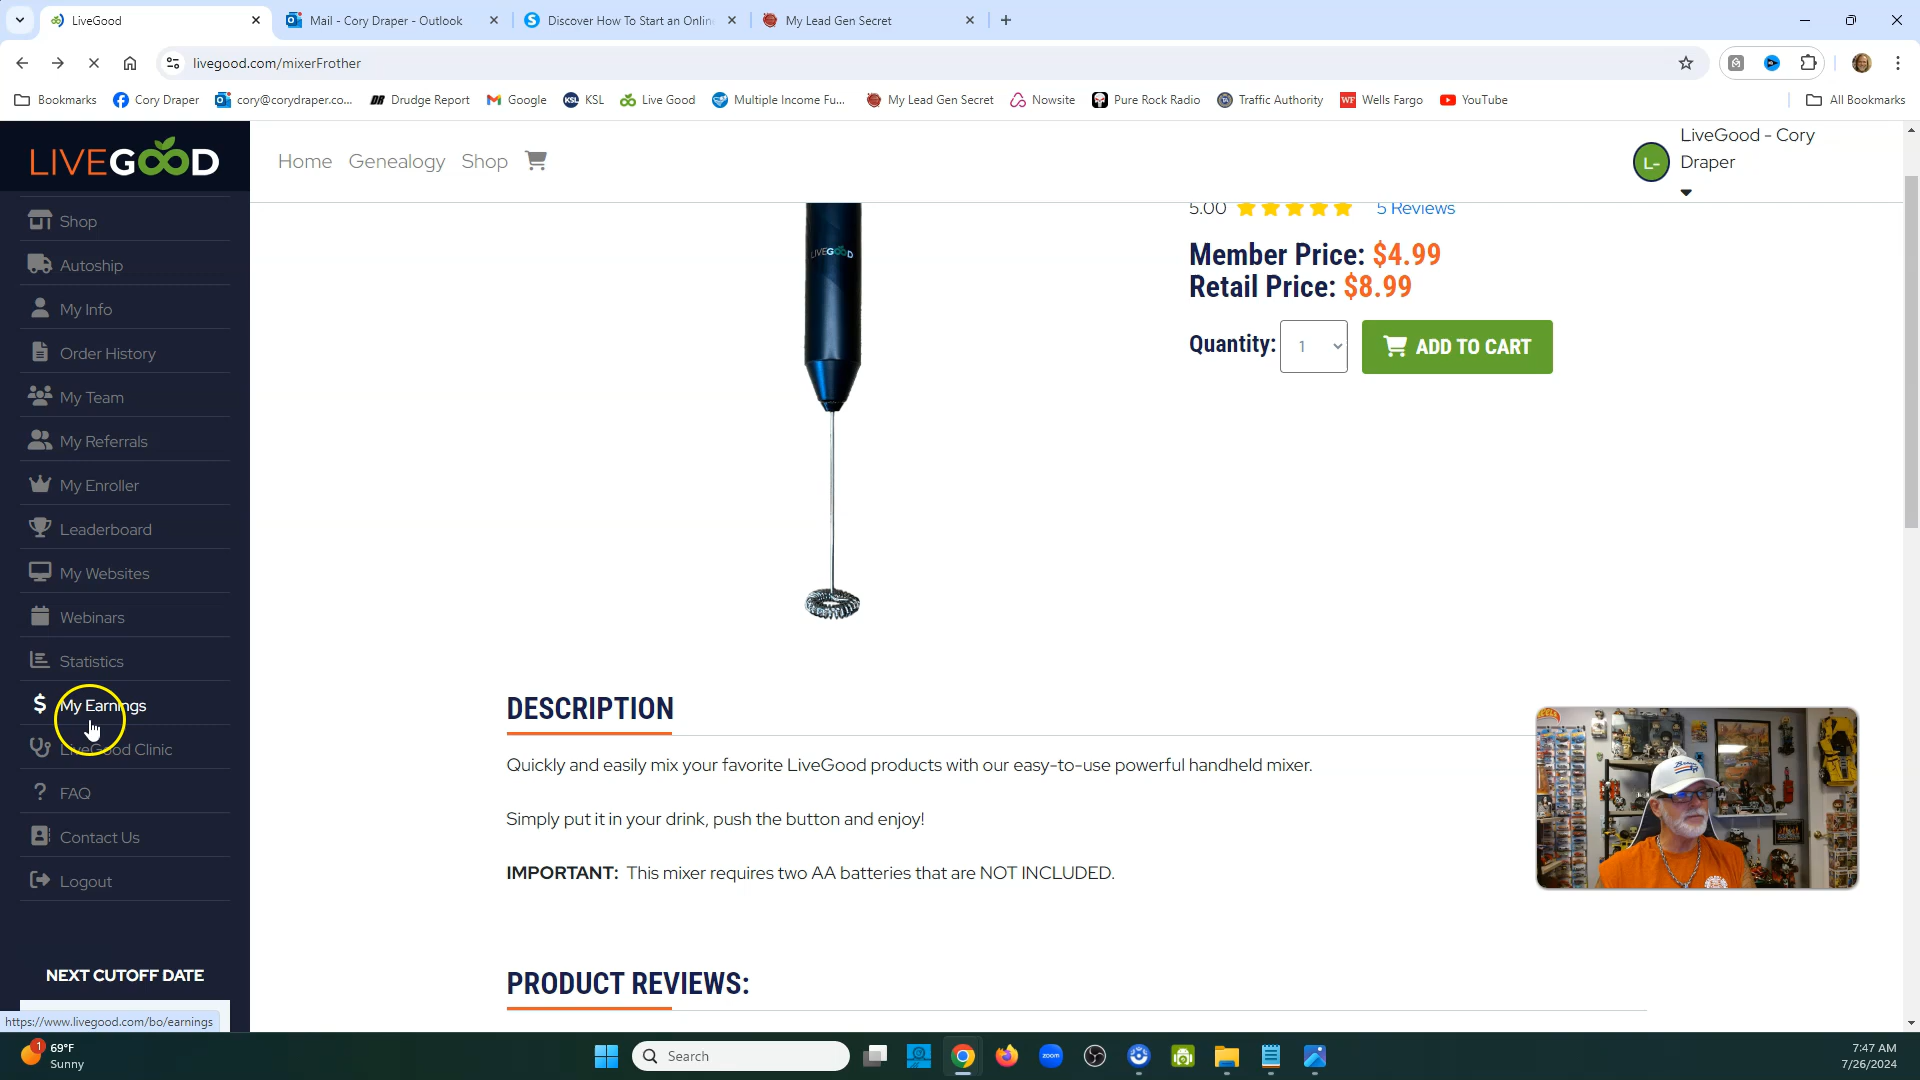 LiveGood
Mail - Cory Draper - Outlook
Discover How To Start an Onlin
My Lead Gen Secret
livegood.com/mixerFrother
Bookmarks
Cory Draper
cory@corydraper.co...
Drudge Report
Google
KSL
Live Good
Multiple Income Fu...
My Lead Gen Secret
Nowsite
Pure Rock Radio
Traffic Authority
Wells Fargo
YouTube
All Bookmarks
LIVEGOOD
Home
Genealogy
Shop
L-
LiveGood - Cory
Draper
Shop
Autoship
My Info
Order History
My Team
My Referrals
My Enroller
Leaderboard
My Websites
Webinars
Statistics
My Earnings
LiveGood Clinic
FAQ
Contact Us
Logout
NEXT CUTOFF DATE
https://www.livegood.com/bo/earnings
LIVEGOOD
5.00
5 Reviews
Member Price: $4.99
Retail Price: $8.99
Quantity:
1
ADD TO CART
DESCRIPTION
Quickly and easily mix your favorite LiveGood products with our easy-to-use powerful handheld mixer.
Simply put it in your drink, push the button and enjoy!
IMPORTANT: This mixer requires two AA batteries that are NOT INCLUDED.
PRODUCT REVIEWS:
1
69°F
Sunny
Search
zoom
7:47 AM
7/26/2024